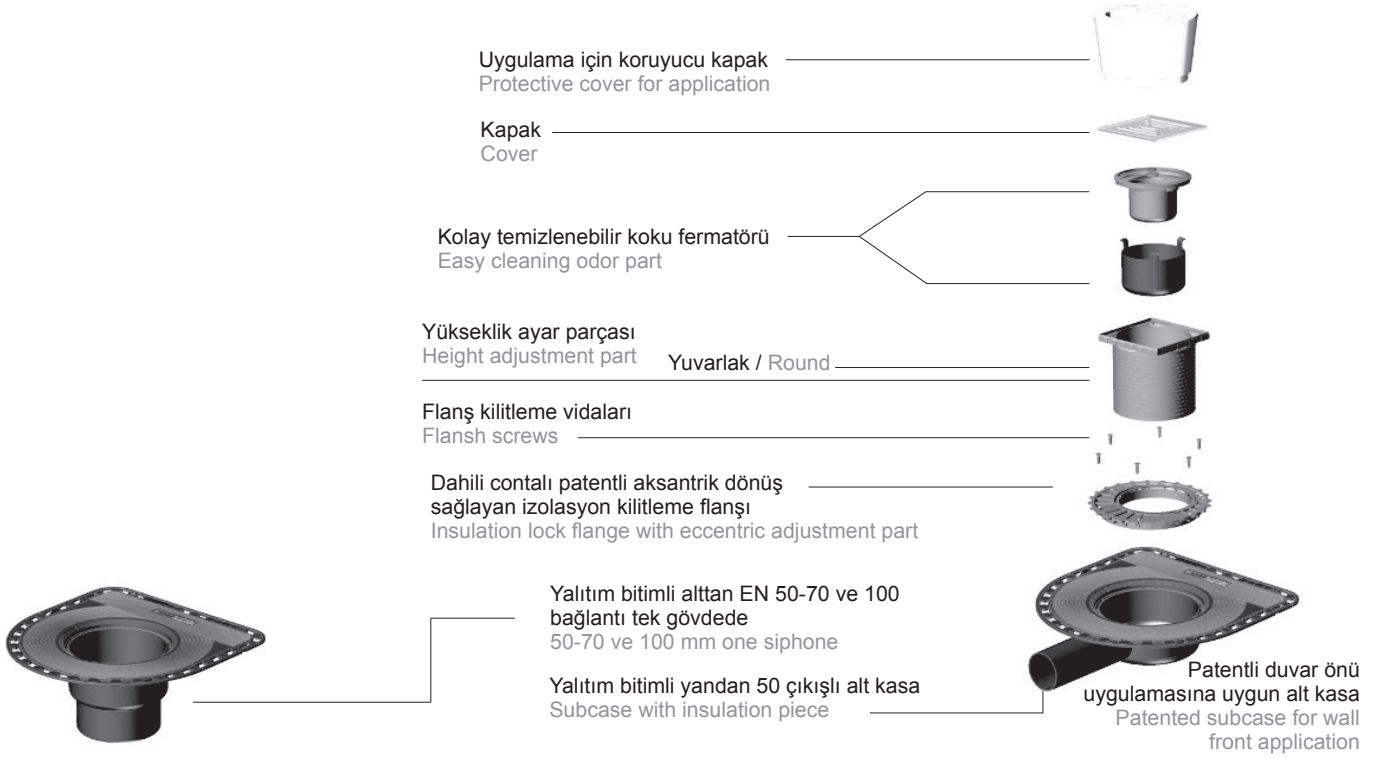 Uygulama için koruyucu kapak
Protective cover for application
Kapak
Cover
Kolay temizlenebilir koku fermatörü
Easy cleaning odor part
Yükseklik ayar parçası
Height adjustment part
Yuvarlak / Round
Flanş kilitleme vidaları
Flansh screws
Dahili contalı patentli aksantrik dönüş
sağlayan izolasyon kilitleme flanşı
Insulation lock flange with eccentric adjustment part
Yalıtım bitimli alttan EN 50-70 ve 100
bağlantı tek gövdede
50-70 ve 100 mm one siphone
Yalıtım bitimli yandan 50 çıkışlı alt kasa
Subcase with insulation piece
Patentli duvar önü
uygulamasına uygun alt kasa
Patented subcase for wall
front application